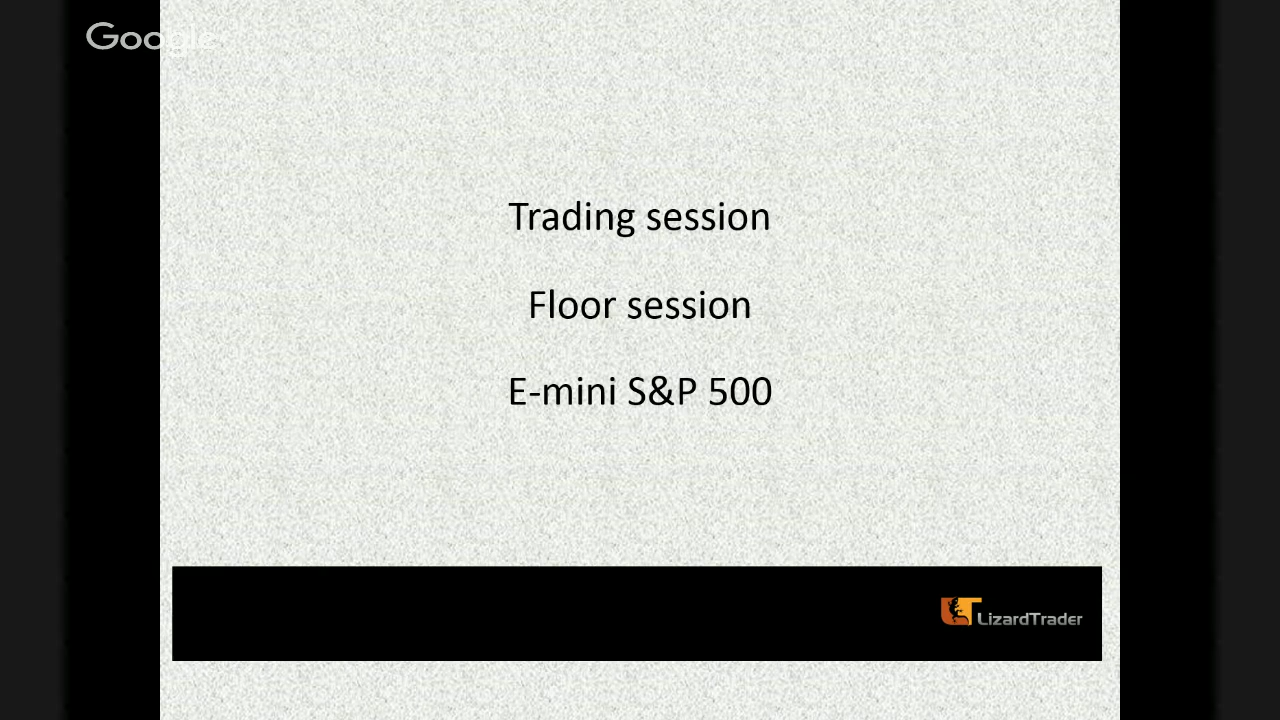 Google
Trading session
Floor session
E-mini S&P 500
LizardTrader